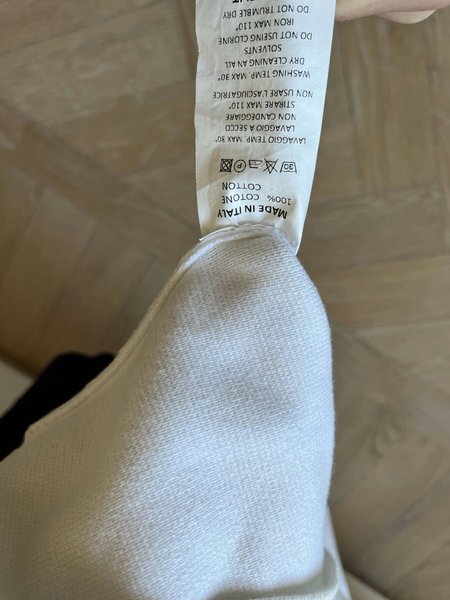 MADE IN ITALY
100% COTONE
COTTON
30 P
LAVAGGIO TEMP. MAX 30°
LAVAGGIO A SECCO
NON CANDEGGIARE
STIRARE MAX 110°
NON USARE L'ASCIUGATRICE
WASHING TEMP. MAX 30°
DRY CLEANING AN ALL
SOLVENTS
DO NOT USEING CLORINE
IRON MAX 110°
DO NOT TRUMBLE DRY